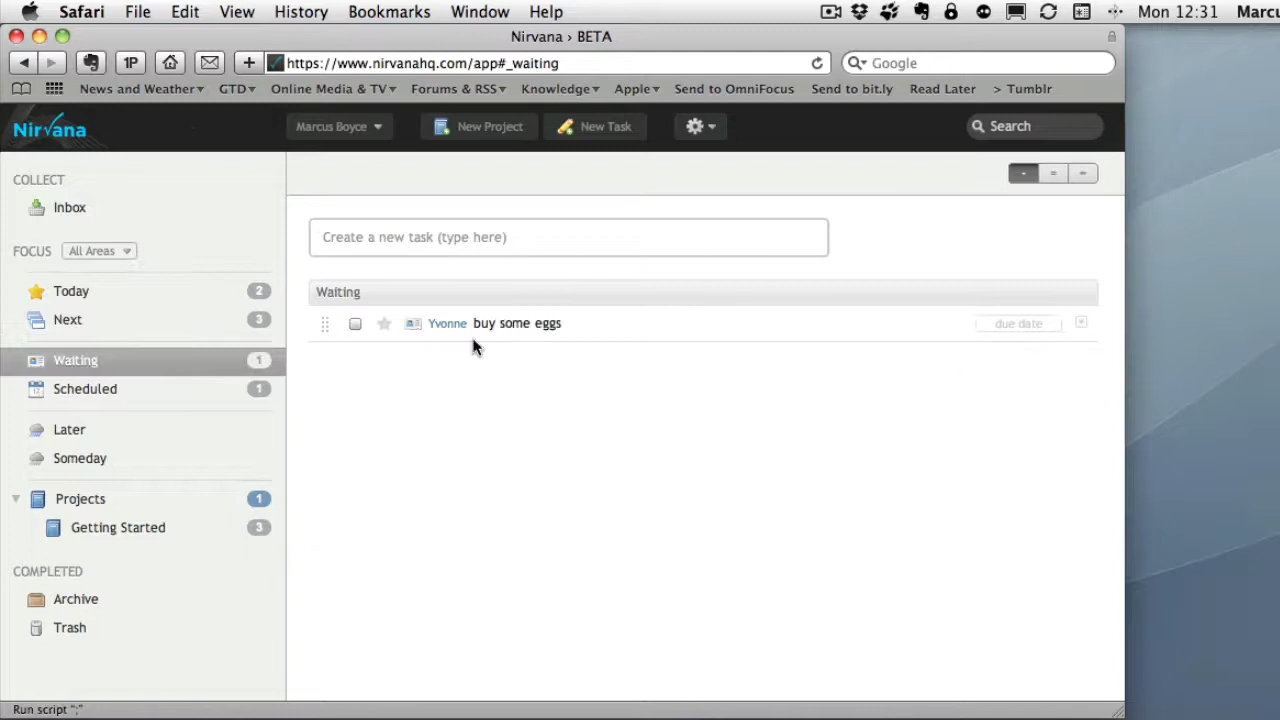 Safari File Edit View History Bookmarks Window Help Mon 12:31 Marcu
Nirvana › BETA
1P + https://www.nirvanahq.com/app#_waiting Google
News and Weather GTD Online Media & TV Forums & RSS Knowledge Apple Send to OmniFocus Send to bit.ly Read Later > Tumblr
Nirvana Marcus Boyce New Project New Task Search
COLLECT
Inbox
FOCUS All Areas
Create a new task (type here)
Today 2
Waiting
Next 3
Yvonne buy some eggs due date
Waiting 1
Scheduled 1
Later
Someday
Projects 1
Getting Started 3
COMPLETED
Archive
Trash
Run script ";"